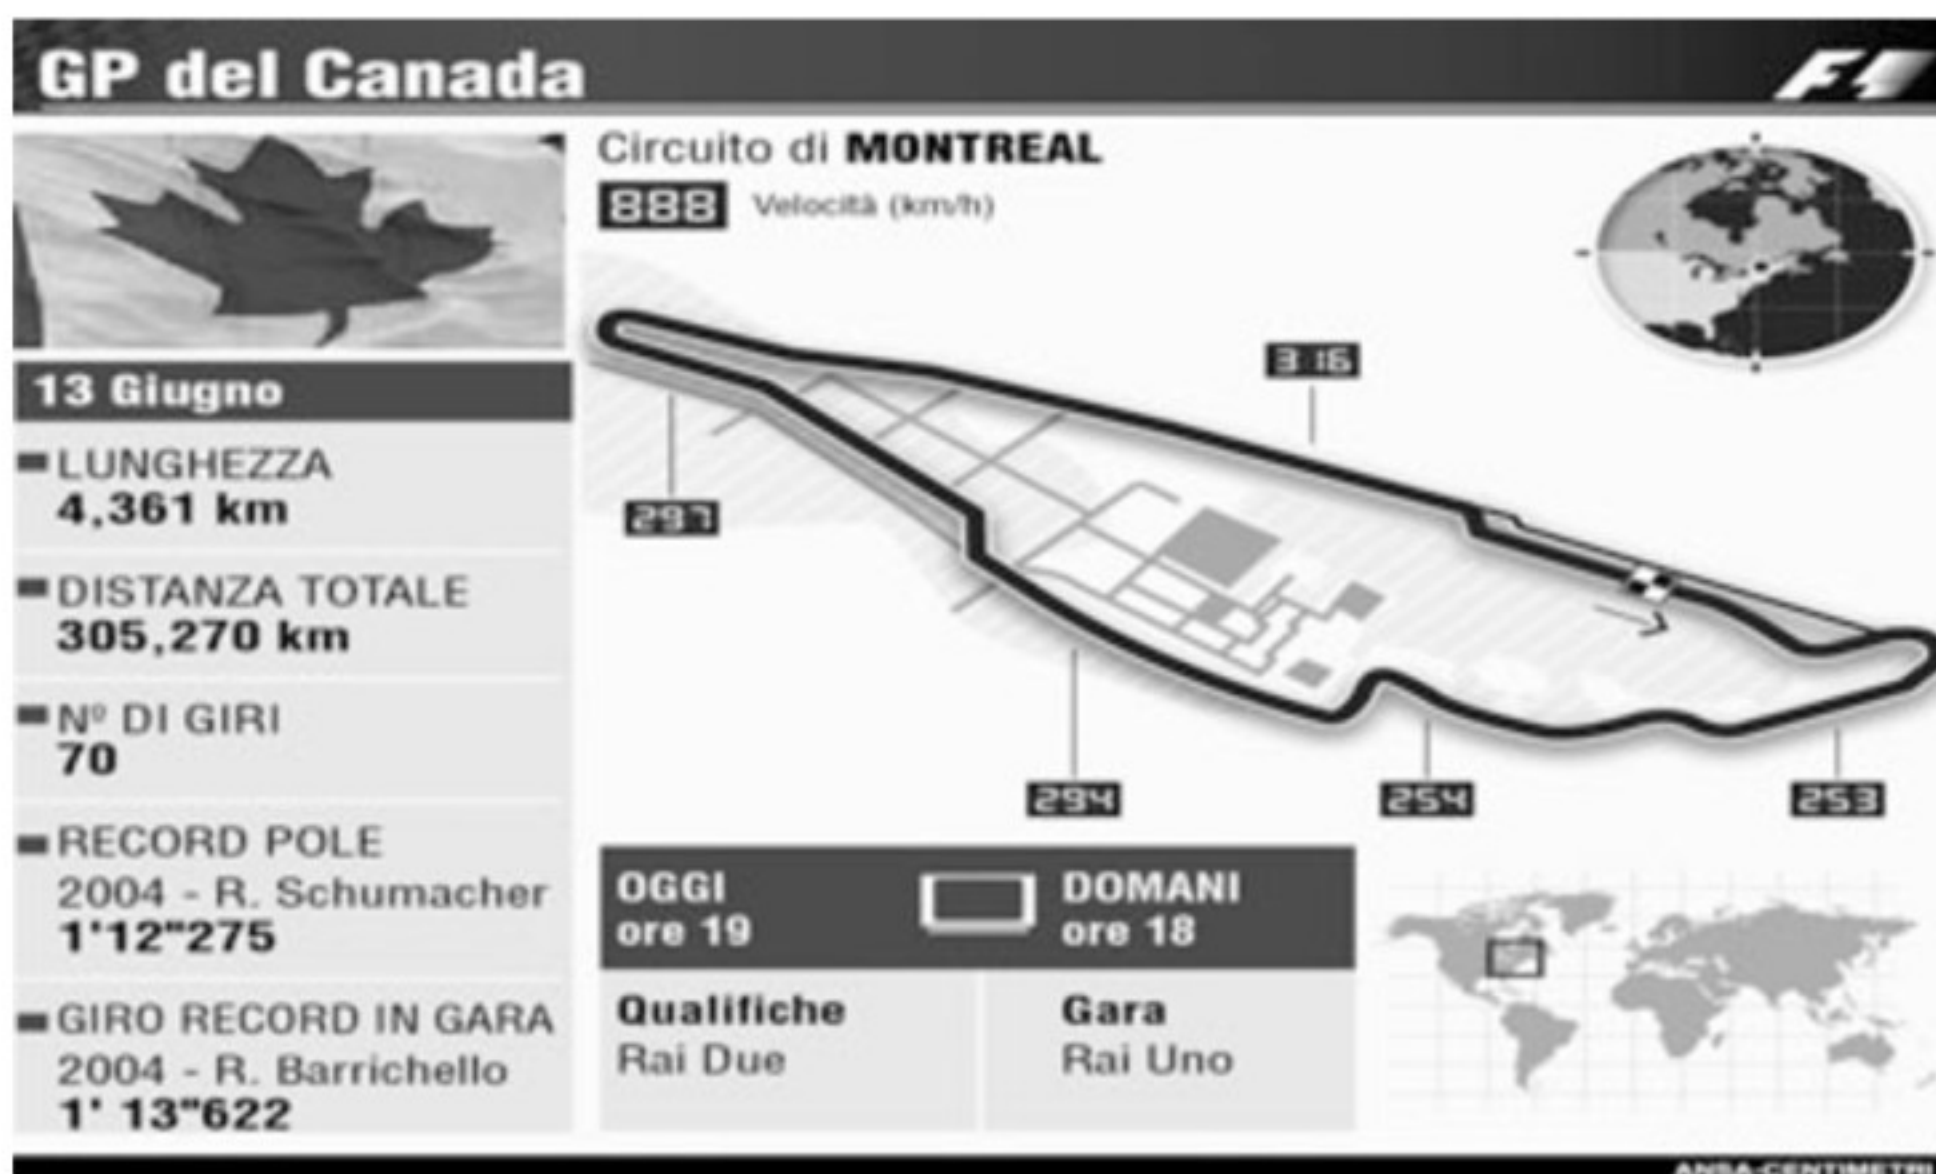 GP del Canada
F1
Circuito di MONTREAL
888 Velocità (km/h)
316
297
294
254
253
13 Giugno
LUNGHEZZA
4,361 km
DISTANZA TOTALE
305,270 km
Nº DI GIRI
70
RECORD POLE
2004 - R. Schumacher
1'12"275
GIRO RECORD IN GARA
2004 - R. Barrichello
1' 13"622
OGGI
ore 19
DOMANI
ore 18
Qualifiche
Rai Due
Gara
Rai Uno
ANSA-CENTIMETRI